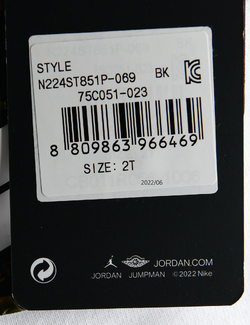 STYLE
N224ST851P-069 BK
75C051-023
8 809863 966469
SIZE: 2T
2022/06
JORDAN.COM
JORDAN JUMPMAN ©2022 Nike